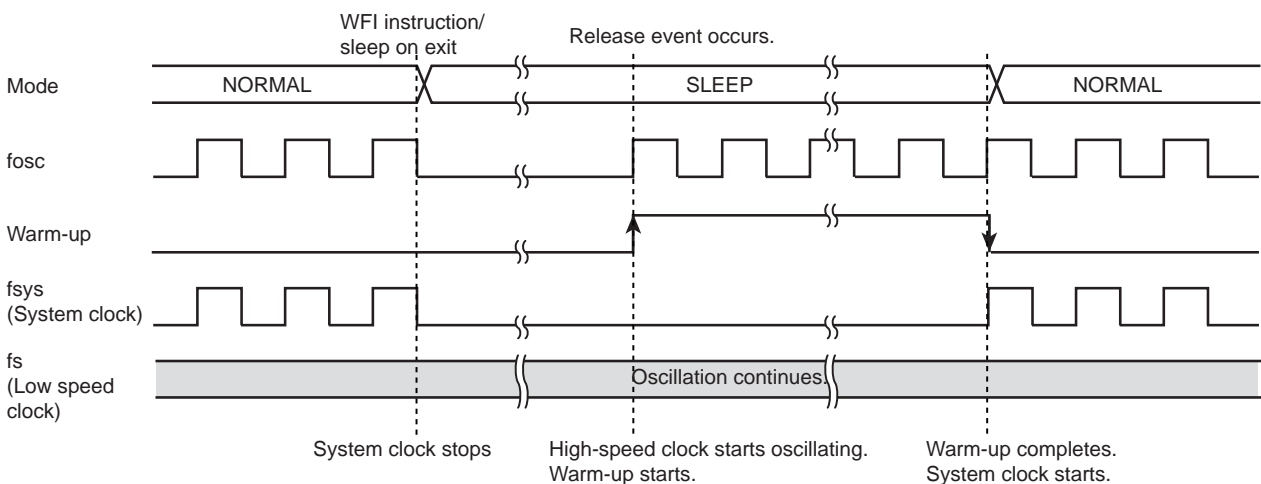 WFI instruction/
sleep on exit
Release event occurs.
Mode
NORMAL
SLEEP
NORMAL
fosc
Warm-up
fsys
(System clock)
fs
(Low speed
clock)
Oscillation continues.
System clock stops
High-speed clock starts oscillating.
Warm-up starts.
Warm-up completes.
System clock starts.